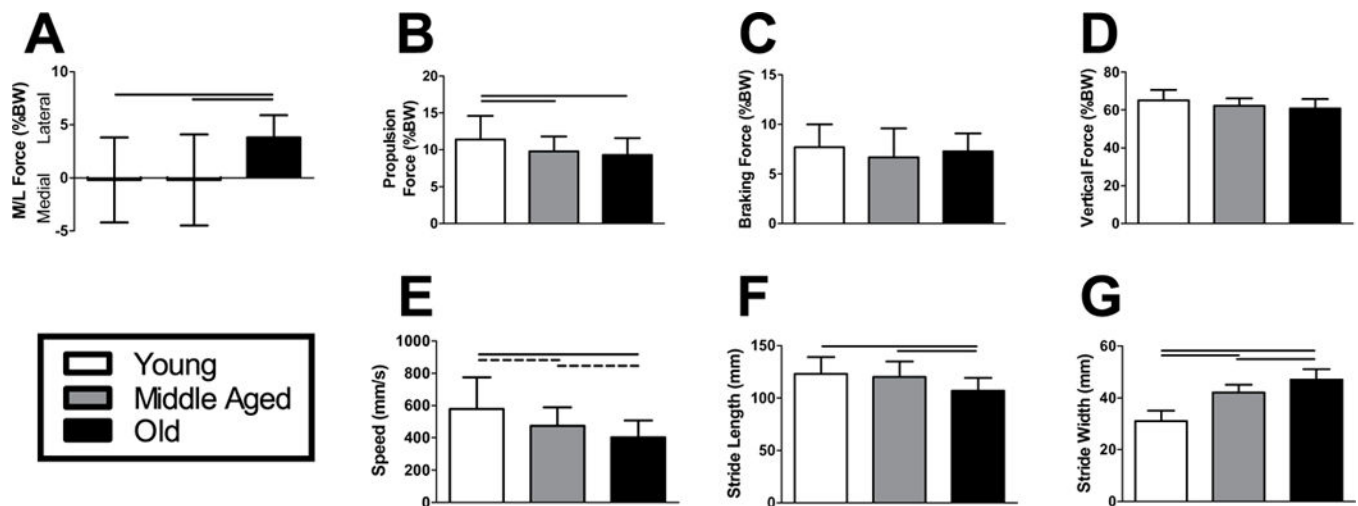 A
M/L Force (%BW)
Medial Lateral
10
5
0
-5
B
Propulsion
Force (%BW)
20
15
10
5
0
C
Braking Force (%BW)
15
10
5
0
D
Vertical Force (%BW)
80
60
40
20
0
Young
Middle Aged
Old
E
Speed (mm/s)
1000
800
600
400
200
0
F
Stride Length (mm)
150
100
50
0
G
Stride Width (mm)
60
40
20
0